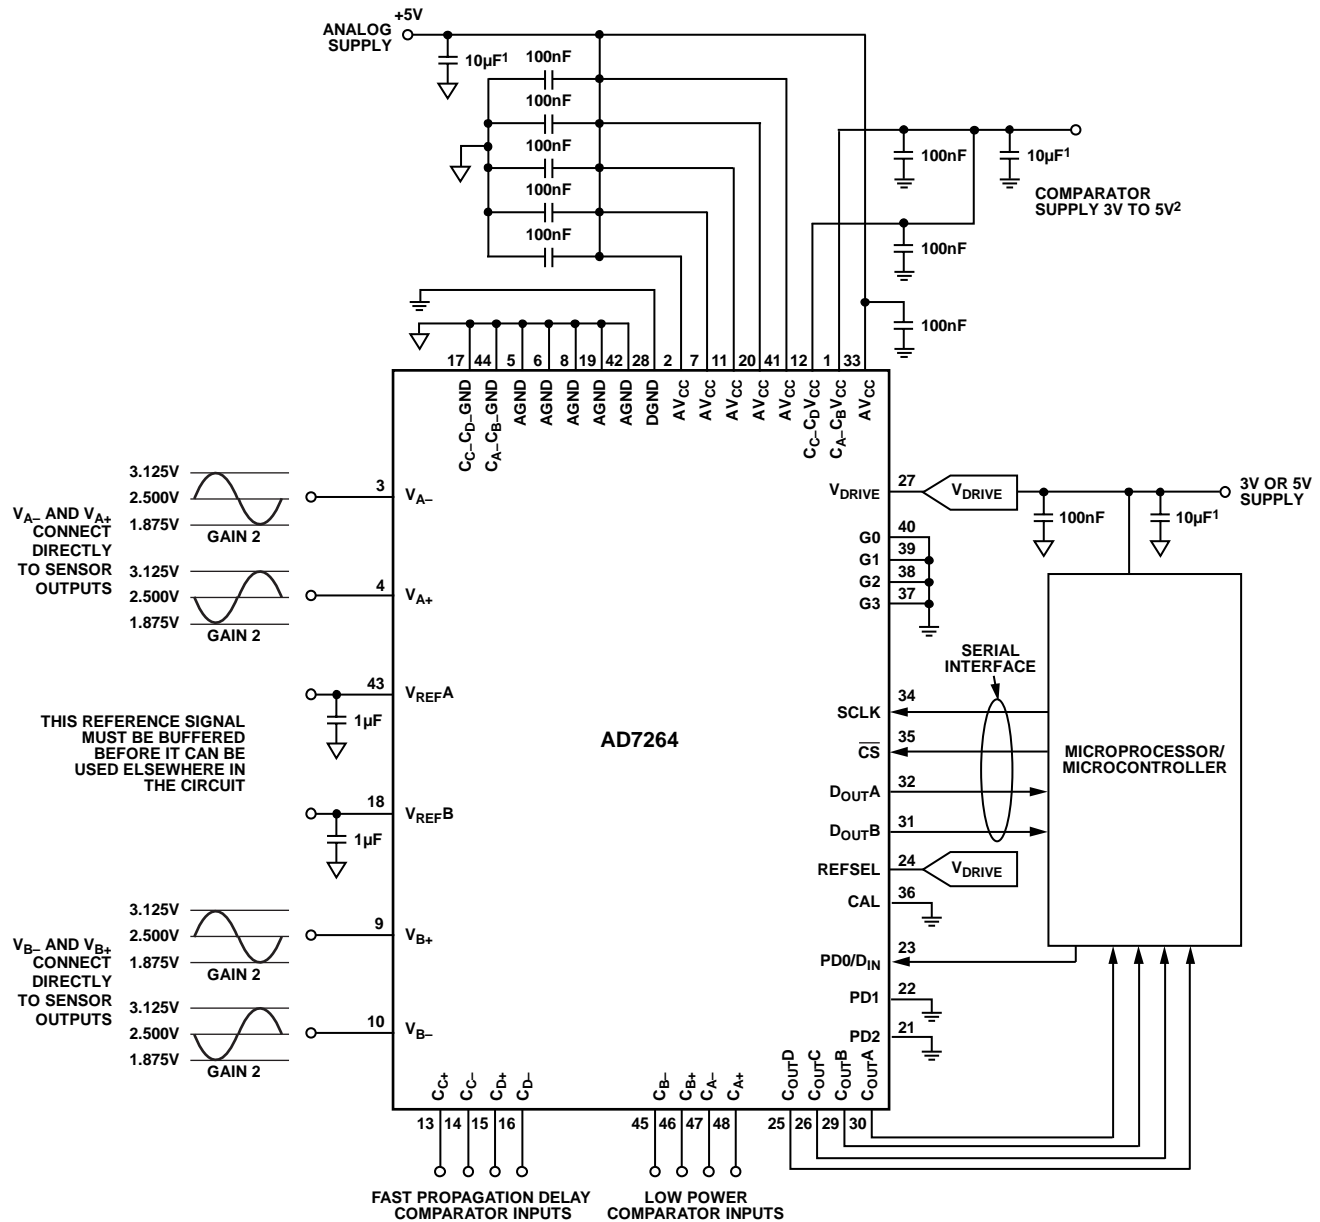 +5V
ANALOG
SUPPLY
10µF1
100nF
100nF
100nF
100nF
100nF
100nF
10µF1
COMPARATOR
SUPPLY 3V TO 5V2
100nF
100nF
17 44 5 6 8 19 42 28 2 7 11 20 41 12 1 33
CC–CD–GND
CA–CB–GND
AGND
AGND
AGND
AGND
AGND
DGND
AVCC
AVCC
AVCC
AVCC
AVCC
CC–CDVCC
CA–CBVCC
AVCC
3.125V
2.500V
1.875V
GAIN 2
3
VA–
VA– AND VA+
CONNECT
DIRECTLY
TO SENSOR
OUTPUTS
3.125V
2.500V
1.875V
GAIN 2
4
VA+
43
VREFA
1µF
THIS REFERENCE SIGNAL
MUST BE BUFFERED
BEFORE IT CAN BE
USED ELSEWHERE IN
THE CIRCUIT
18
VREFB
1µF
AD7264
3.125V
2.500V
1.875V
GAIN 2
9
VB+
VB– AND VB+
CONNECT
DIRECTLY
TO SENSOR
OUTPUTS
3.125V
2.500V
1.875V
GAIN 2
10
VB–
VDRIVE
27
VDRIVE
100nF
10µF1
3V OR 5V
SUPPLY
G0
40
G1
39
G2
38
G3
37
SERIAL
INTERFACE
SCLK
34
CS
35
DOUTA
32
DOUTB
31
REFSEL
24
VDRIVE
CAL
36
PD0/DIN
23
PD1
22
PD2
21
MICROPROCESSOR/
MICROCONTROLLER
CC+
CC–
CD+
CD–
CB–
CB+
CA–
CA+
COUTD
COUTC
COUTB
COUTA
13 14 15 16 45 46 47 48 25 26 29 30
FAST PROPAGATION DELAY
COMPARATOR INPUTS
LOW POWER
COMPARATOR INPUTS